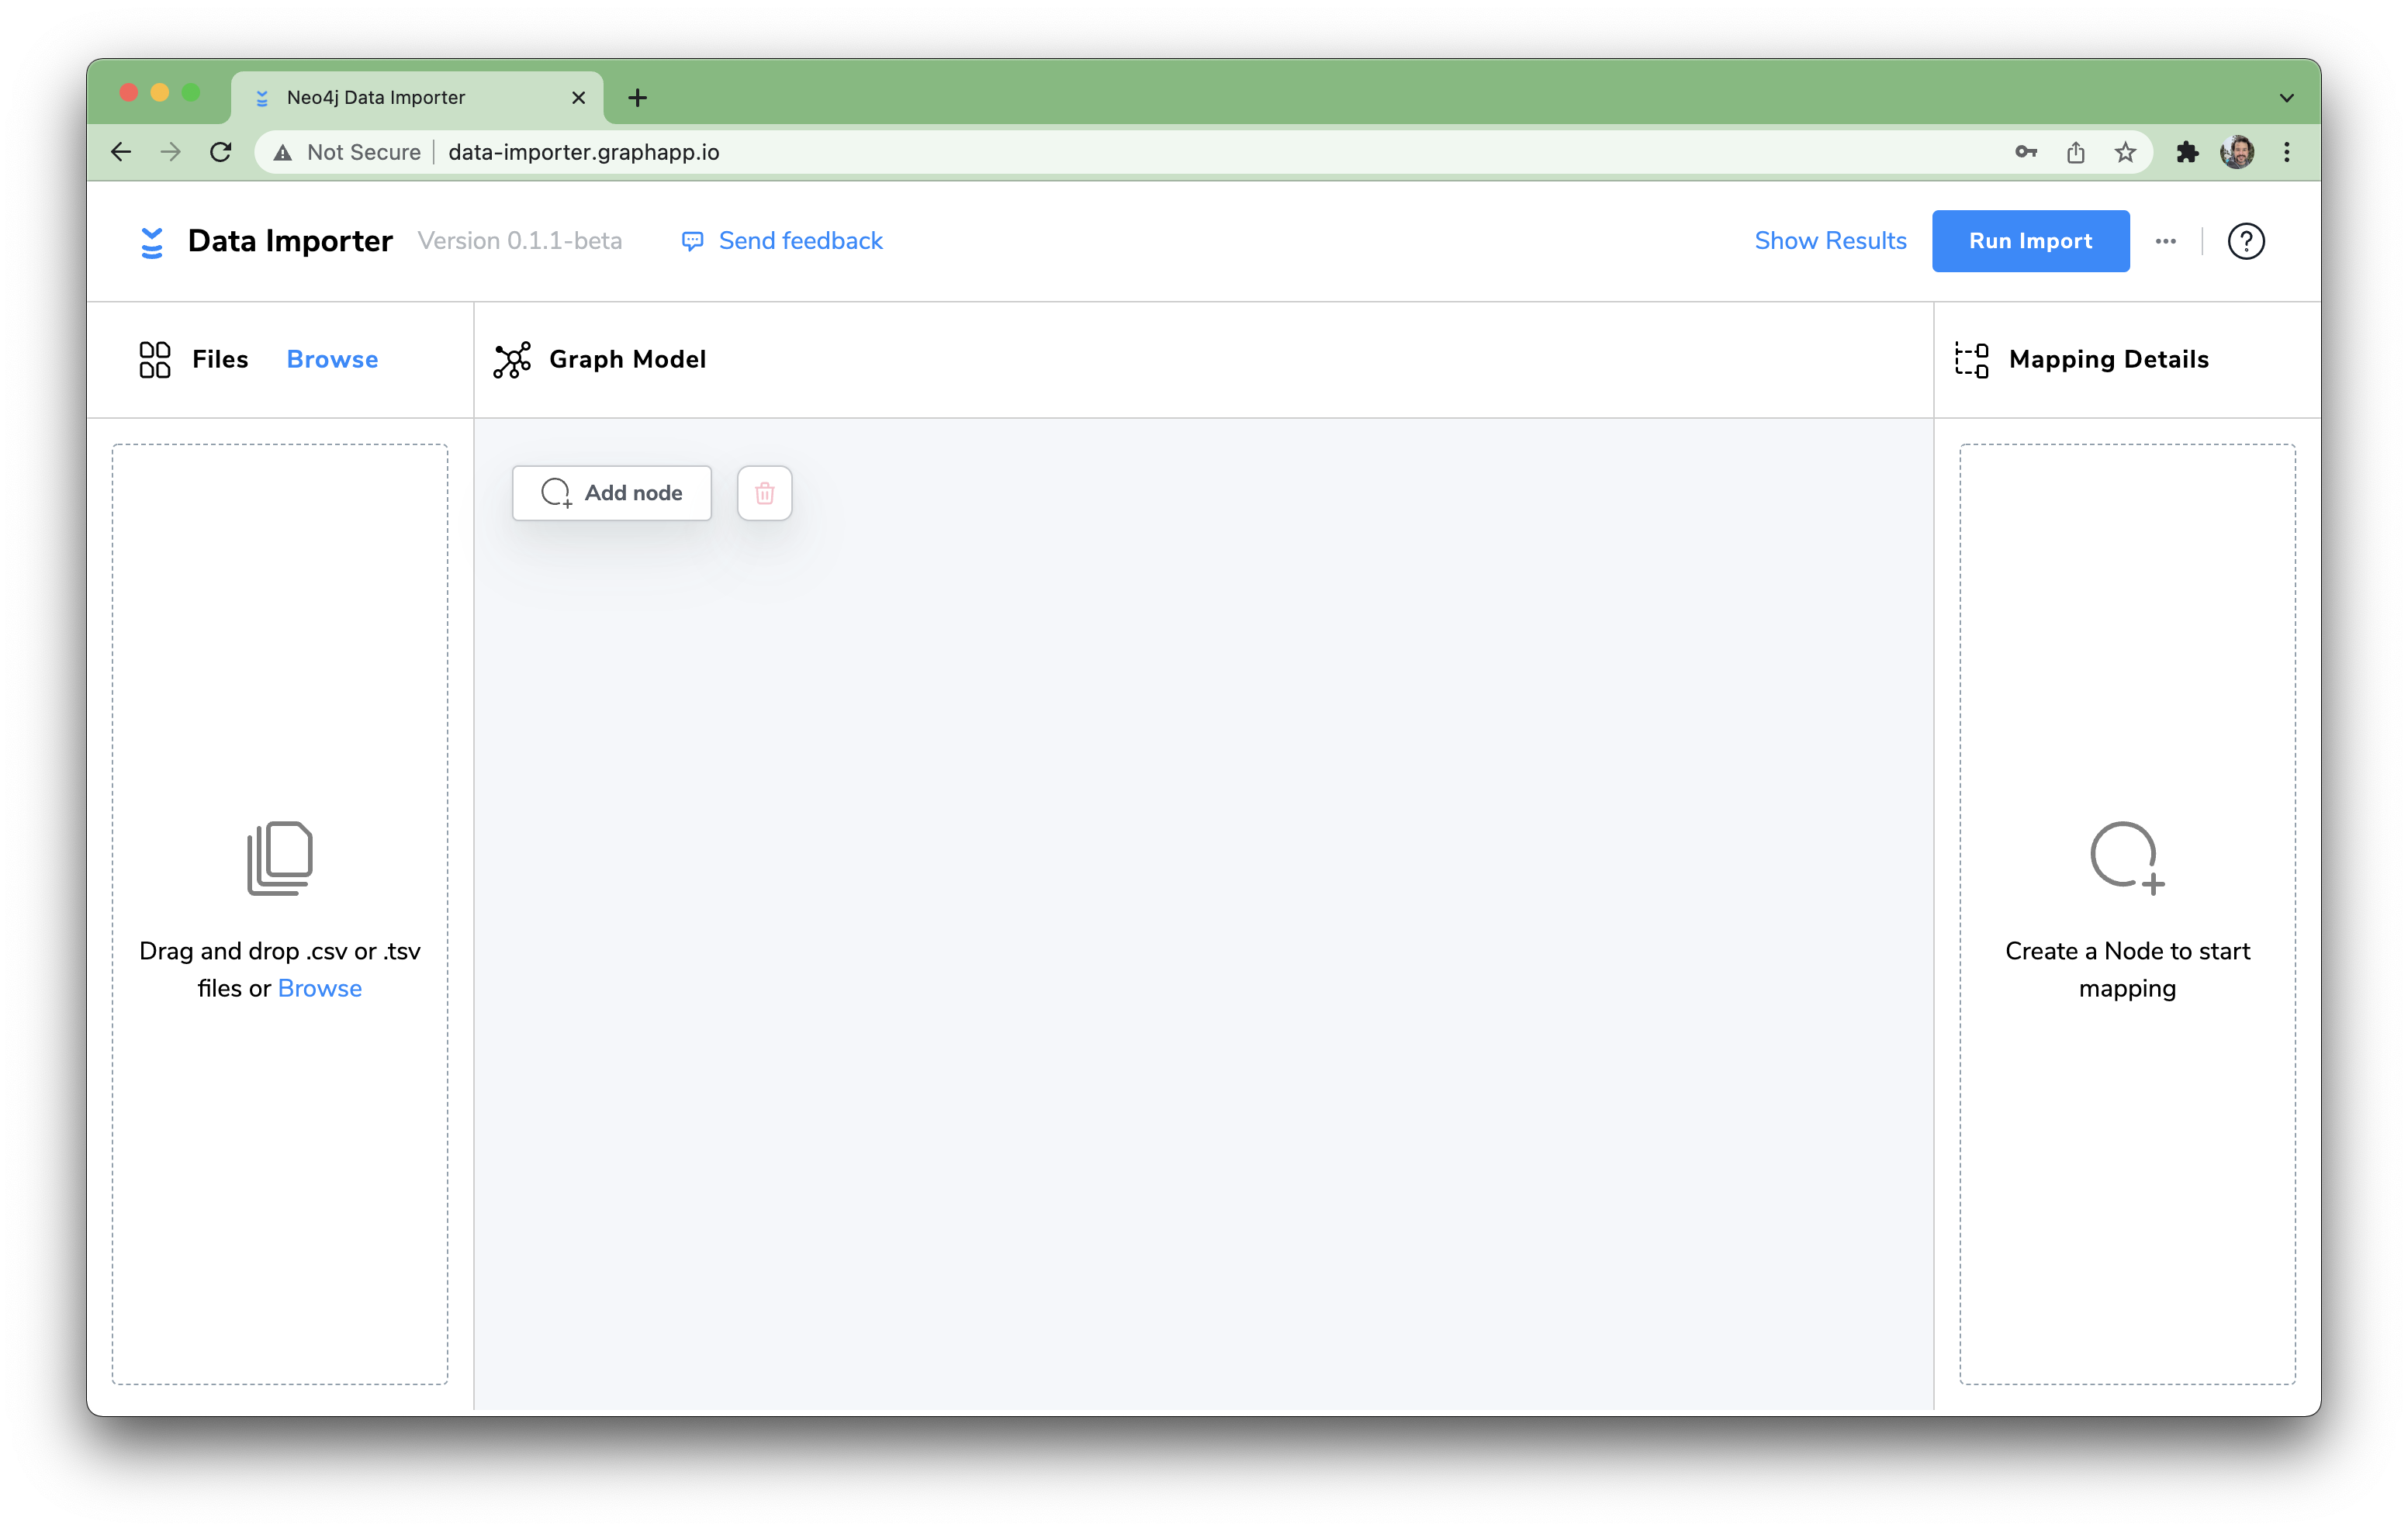 Neo4j Data Importer
Not Secure data-importer.graphapp.io
Data Importer Version 0.1.1-beta Send feedback Show Results Run Import
Files Browse Graph Model Mapping Details
Add node
Drag and drop .csv or .tsv
files or Browse
Create a Node to start
mapping